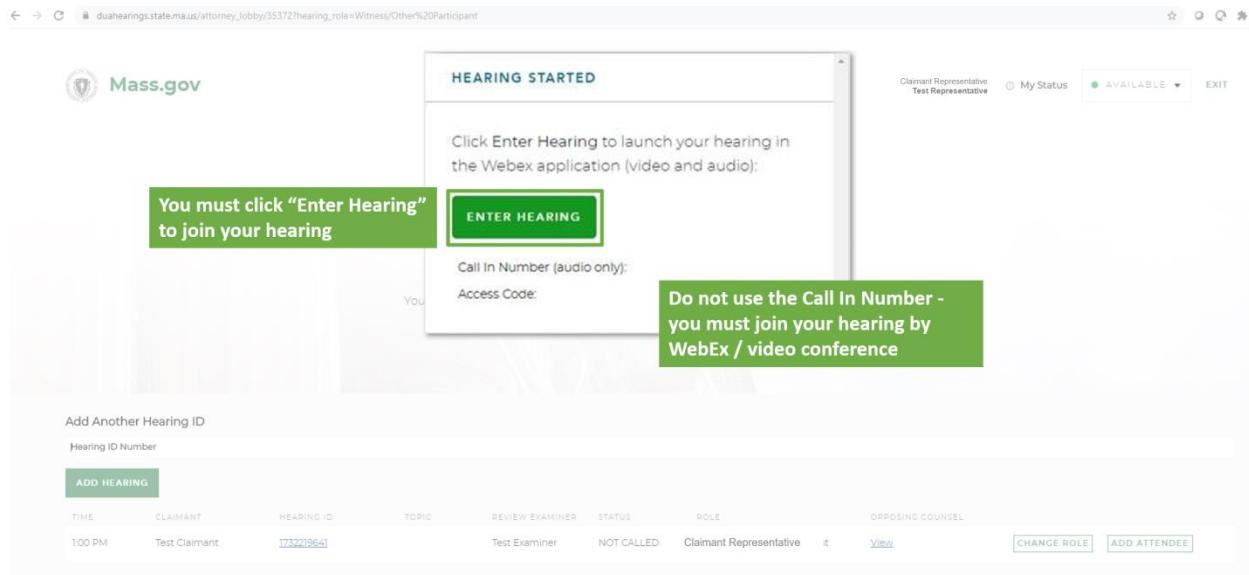 duahearings.state.ma.us/attorney_lobby/35372?hearing_role=Witness/Other%20Participant
Mass.gov
Claimant Representative
Test Representative
My Status
AVAILABLE
EXIT
HEARING STARTED
Click Enter Hearing to launch your hearing in
the Webex application (video and audio):
You must click “Enter Hearing”
to join your hearing
ENTER HEARING
Call In Number (audio only):
Access Code:
You
Do not use the Call In Number -
you must join your hearing by
WebEx / video conference
Add Another Hearing ID
Hearing ID Number
ADD HEARING
TIME CLAIMANT HEARING ID TOPIC REVIEW EXAMINER STATUS ROLE OPPOSING COUNSEL
1:00 PM Test Claimant 1732219641 Test Examiner NOT CALLED Claimant Representative it View CHANGE ROLE ADD ATTENDEE